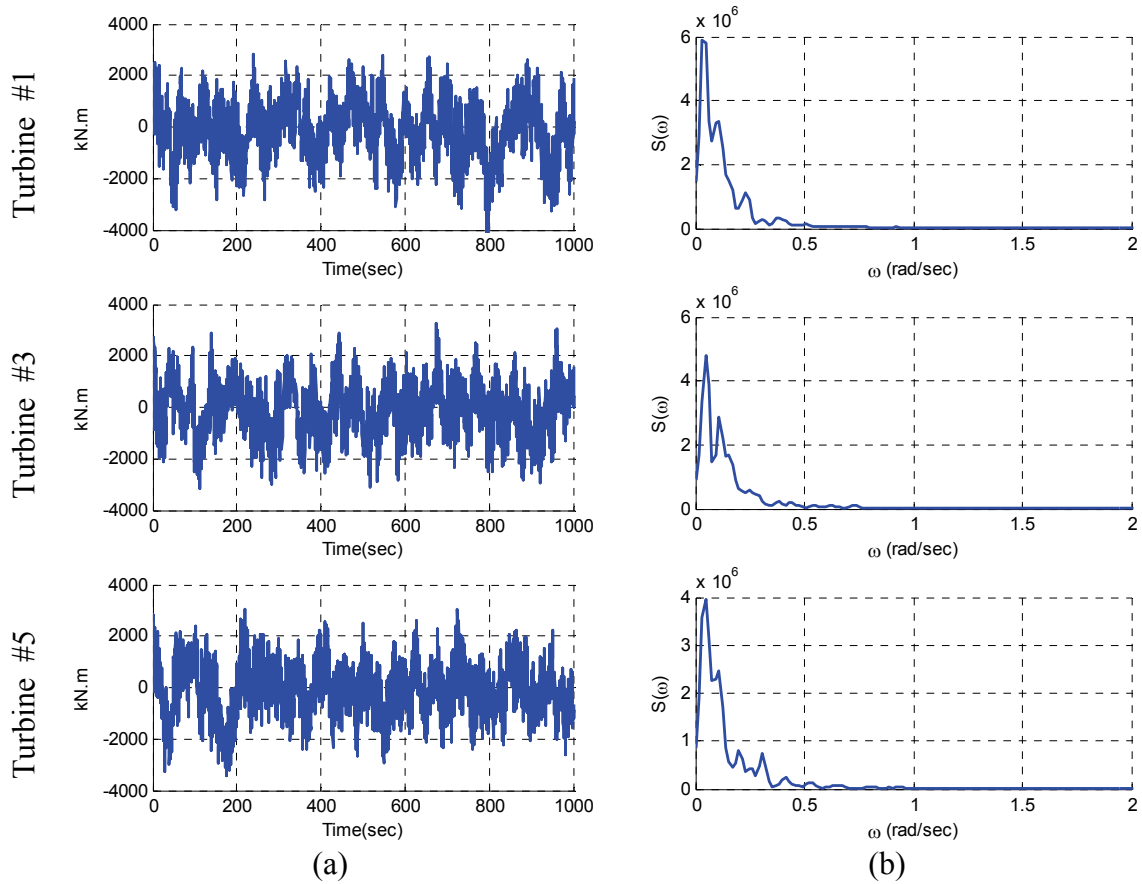 Turbine #1
kN.m
4000
2000
0
-2000
-4000
0 200 400 600 800 1000
Time(sec)
x 10^6
S(ω)
6
4
2
0
0 0.5 1 1.5 2
ω (rad/sec)
Turbine #3
kN.m
4000
2000
0
-2000
-4000
0 200 400 600 800 1000
Time(sec)
x 10^6
S(ω)
6
4
2
0
0 0.5 1 1.5 2
ω (rad/sec)
Turbine #5
kN.m
4000
2000
0
-2000
-4000
0 200 400 600 800 1000
Time(sec)
x 10^6
S(ω)
4
3
2
1
0
0 0.5 1 1.5 2
ω (rad/sec)
(a)
(b)